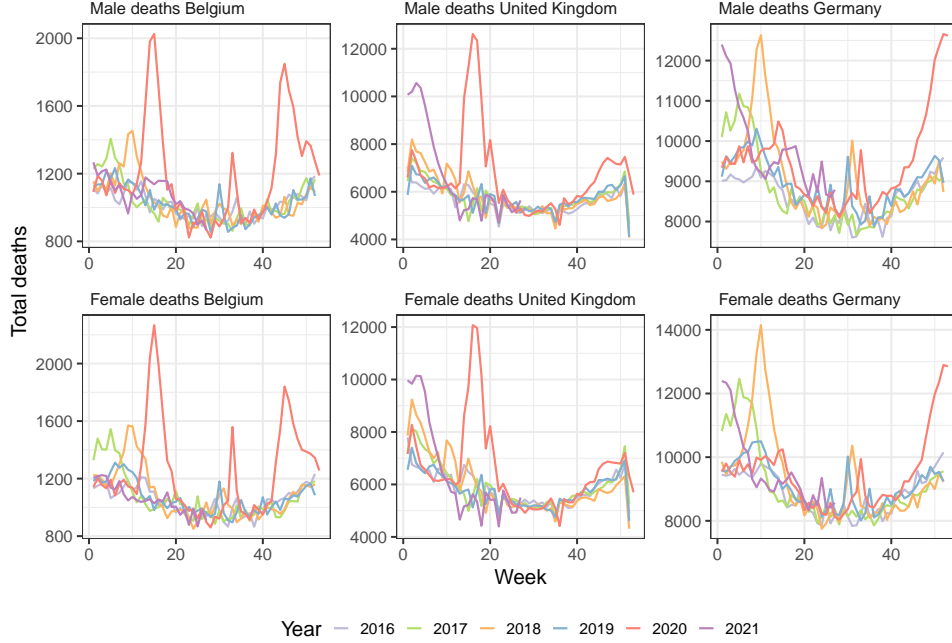 Male deaths Belgium
Male deaths United Kingdom
Male deaths Germany
2000
1600
1200
800
12000
10000
8000
6000
4000
12000
11000
10000
9000
8000
0 20 40
0 20 40
0 20 40
Total deaths
Female deaths Belgium
Female deaths United Kingdom
Female deaths Germany
2200
1600
1200
800
12000
10000
8000
6000
4000
14000
12000
10000
8000
0 20 40
0 20 40
0 20 40
Week
Year 2016 2017 2018 2019 2020 2021